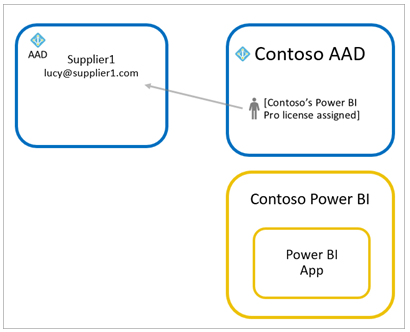 AAD
Supplier1
lucy@supplier1.com
Contoso AAD
[Contoso's Power BI
Pro license assigned]
Contoso Power BI
Power BI
App